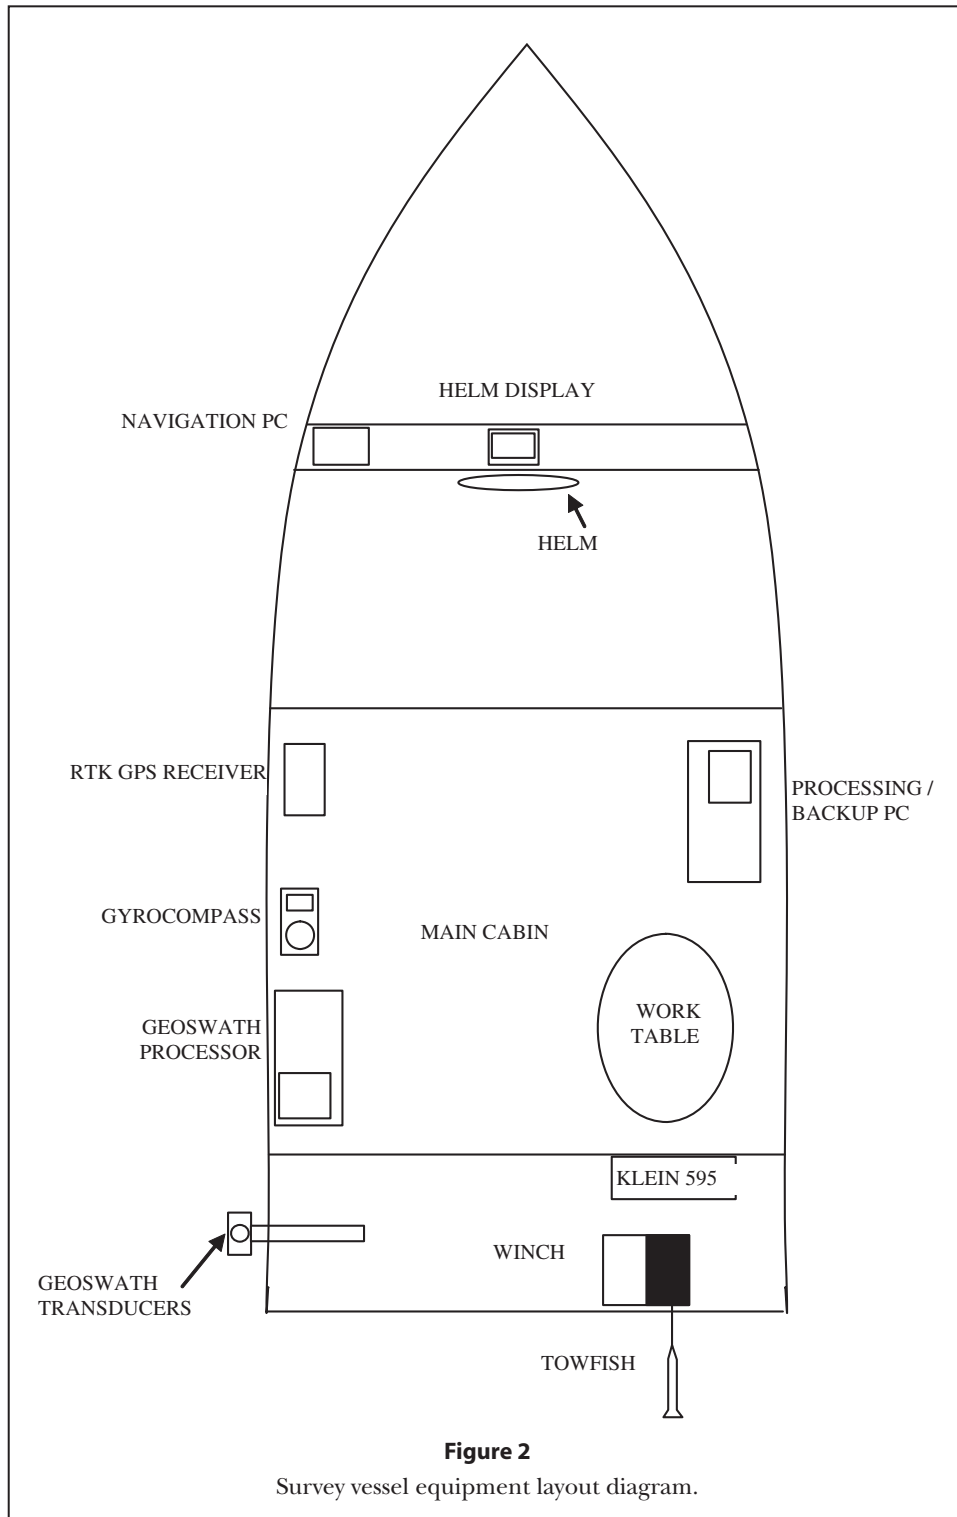 HELM DISPLAY
NAVIGATION PC
HELM
RTK GPS RECEIVER
PROCESSING /
BACKUP PC
GYROCOMPASS
MAIN CABIN
WORK
TABLE
GEOSWATH
PROCESSOR
KLEIN 595
WINCH
GEOSWATH
TRANSDUCERS
TOWFISH
Figure 2
Survey vessel equipment layout diagram.